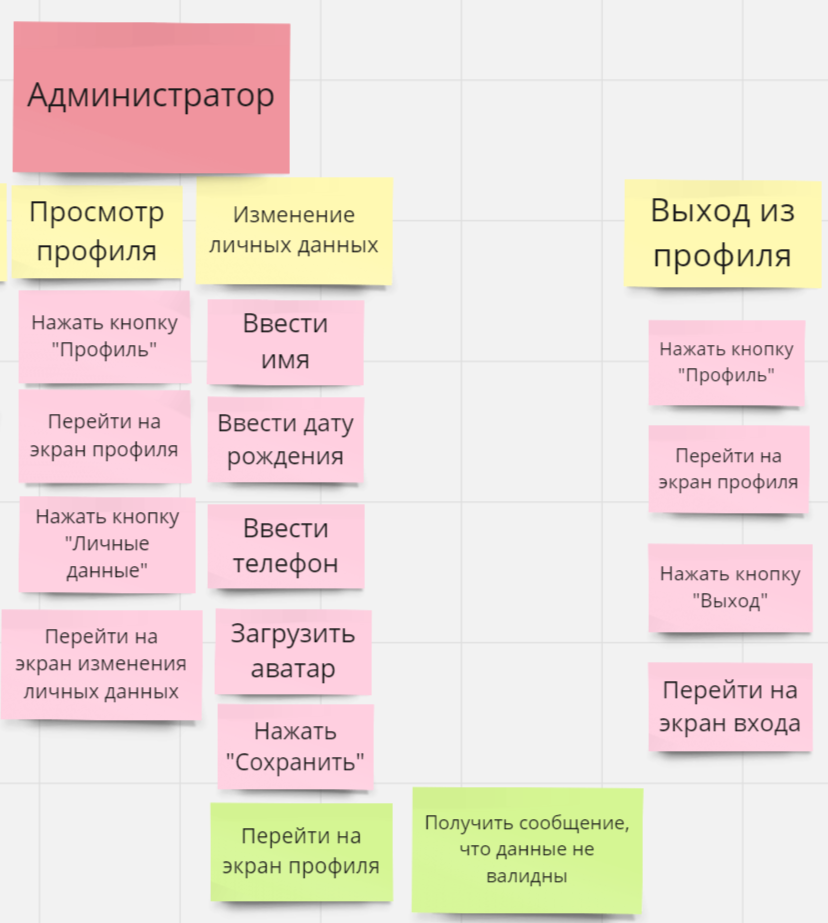 Администратор
Просмотр
профиля
Нажать кнопку
"Профиль"
Перейти на
экран профиля
Нажать кнопку
"Личные
данные"
Перейти на
экран изменения
личных данных
Изменение
личных данных
Ввести
имя
Ввести дату
рождения
Ввести
телефон
Загрузить
аватар
Нажать
"Сохранить"
Перейти на
экран профиля
Получить сообщение,
что данные не
валидны
Выход из
профиля
Нажать кнопку
"Профиль"
Перейти на
экран профиля
Нажать кнопку
"Выход"
Перейти на
экран входа